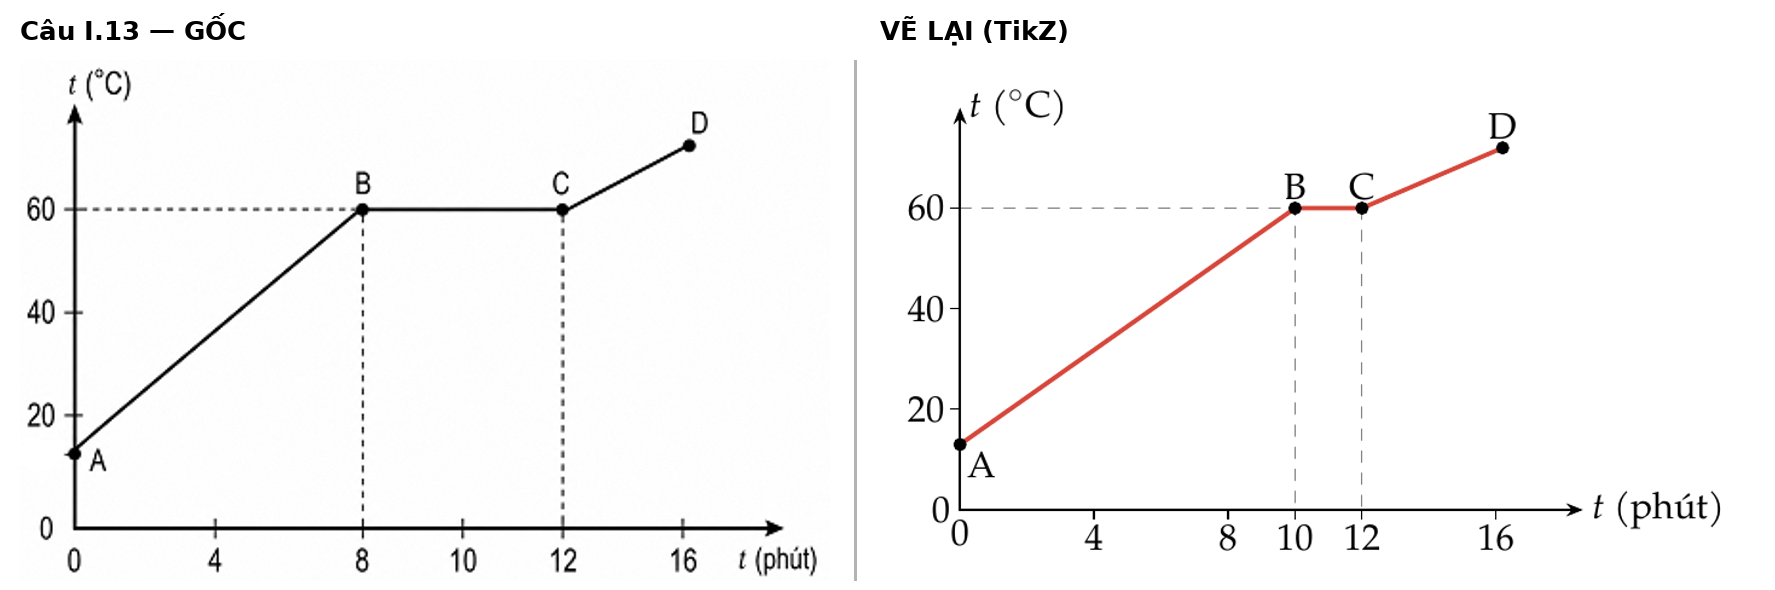 Câu I.13 — GỐC
t (°C)
D
B
C
60
40
20
A
0
0 4 8 10 12 16 t (phút)
VẼ LẠI (TikZ)
t (°C)
D
B C
60
40
20
A
0
t (phút)
0 4 8 10 12 16